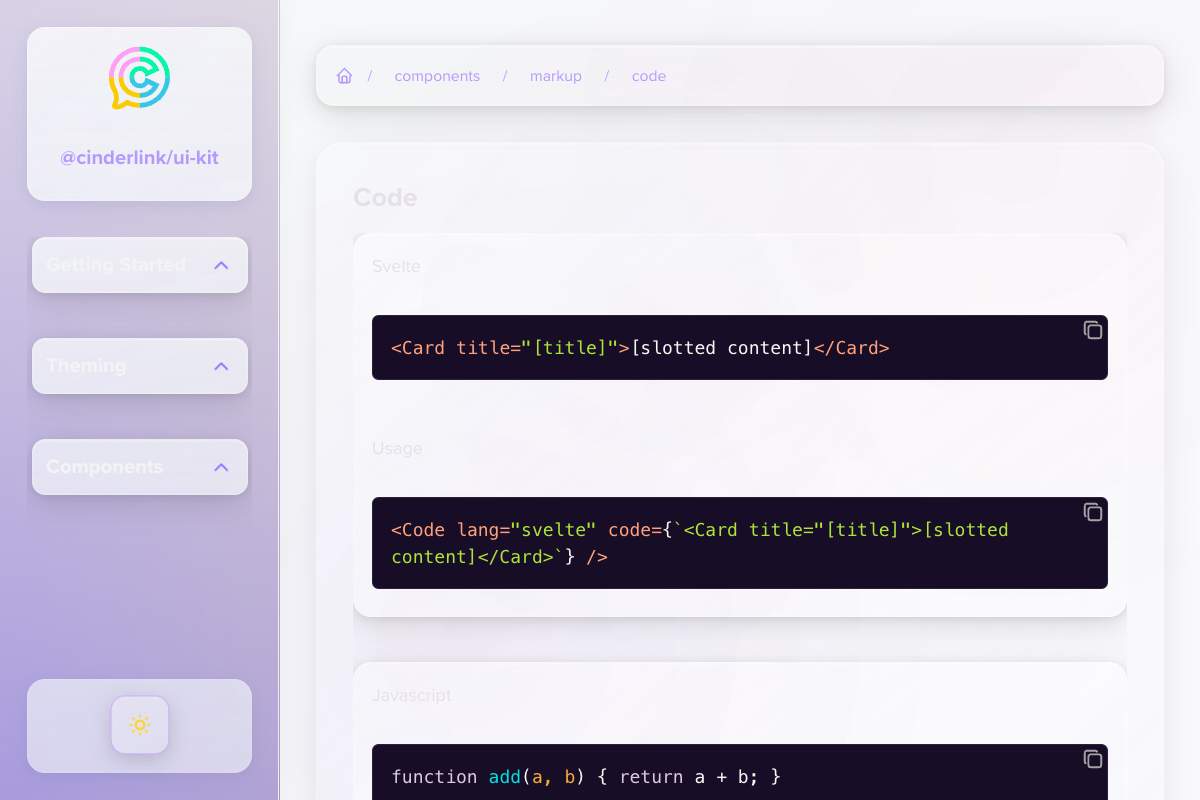 @cinderlink/ui-kit
Getting Started
Theming
Components
/ components / markup / code
Code
Svelte
<Card title="[title]">[slotted content]</Card>
Usage
<Code lang="svelte" code={`<Card title="[title]">[slotted
content]</Card>`} />
Javascript
function add(a, b) { return a + b; }